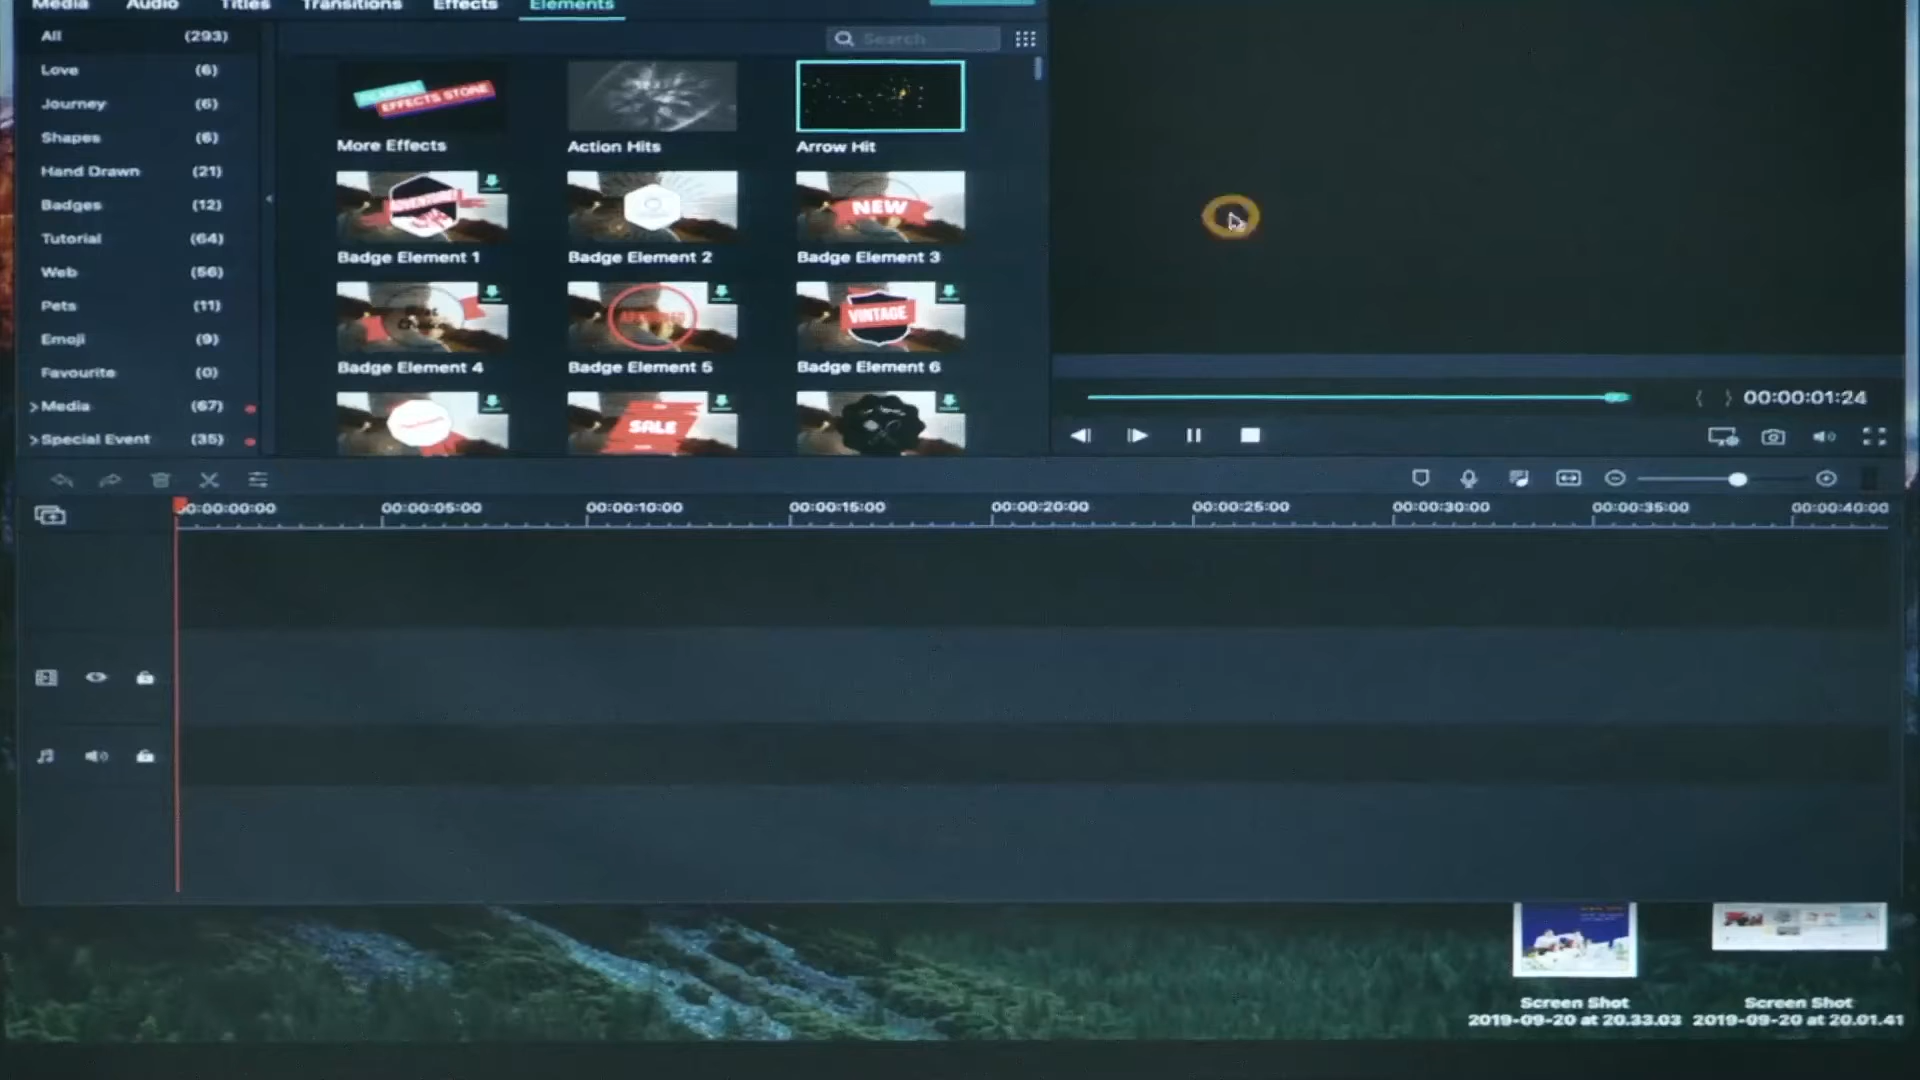 Media Audio Titles Transitions Effects Elements
All (293)
Search
Love (6)
Journey (6)
Shapes (6)
Hand Drawn (21)
Badges (12)
Tutorial (64)
Web (56)
Pets (11)
Emoji (9)
Favourite (0)
Media (67)
Special Event (35)
EFFECTS STORE
More Effects Action Hits Arrow Hit
ADVENTURE
NEW
Badge Element 1 Badge Element 2 Badge Element 3
VINTAGE
Badge Element 4 Badge Element 5 Badge Element 6
SALE
00:00:01:24
00:00:00:00 00:00:05:00 00:00:10:00 00:00:15:00 00:00:20:00 00:00:25:00 00:00:30:00 00:00:35:00 00:00:40:00
Screen Shot
2019-09-20 at 20.33.03
Screen Shot
2019-09-20 at 20.01.41